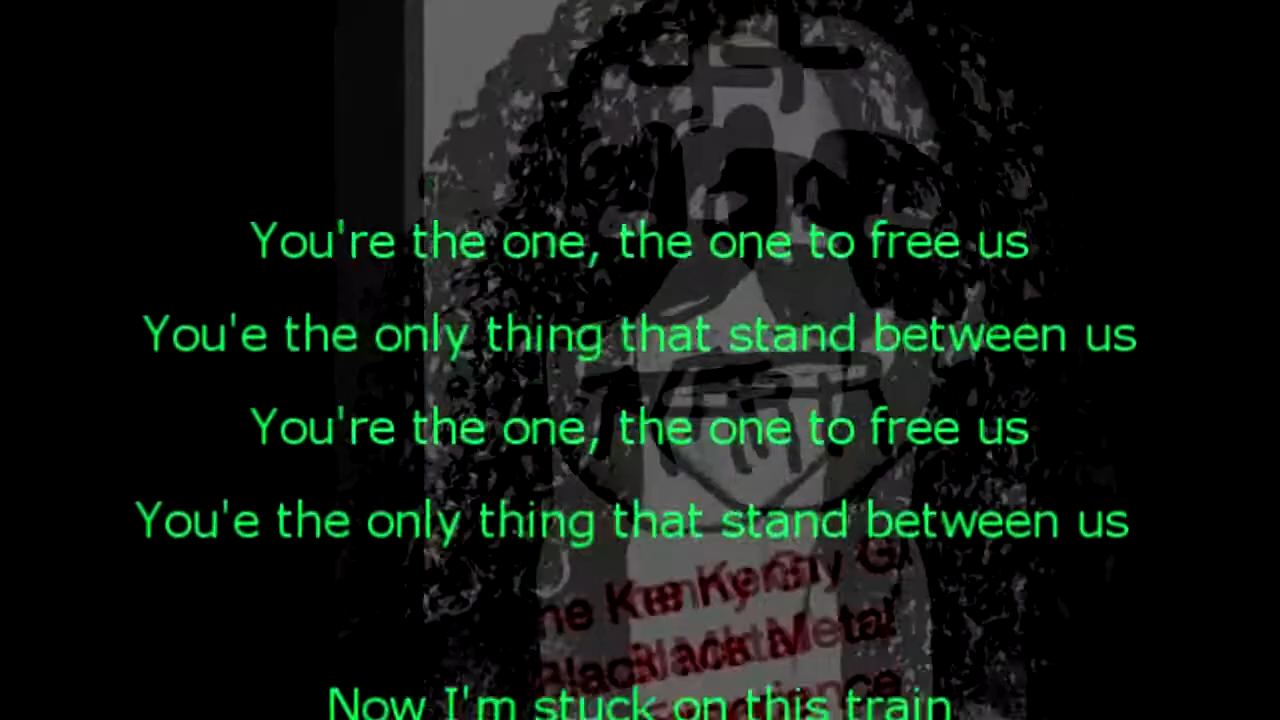 You're the one, the one to free us
You'e the only thing that stand between us
You're the one, the one to free us
You'e the only thing that stand between us
Metal
Now I'm stuck on this train